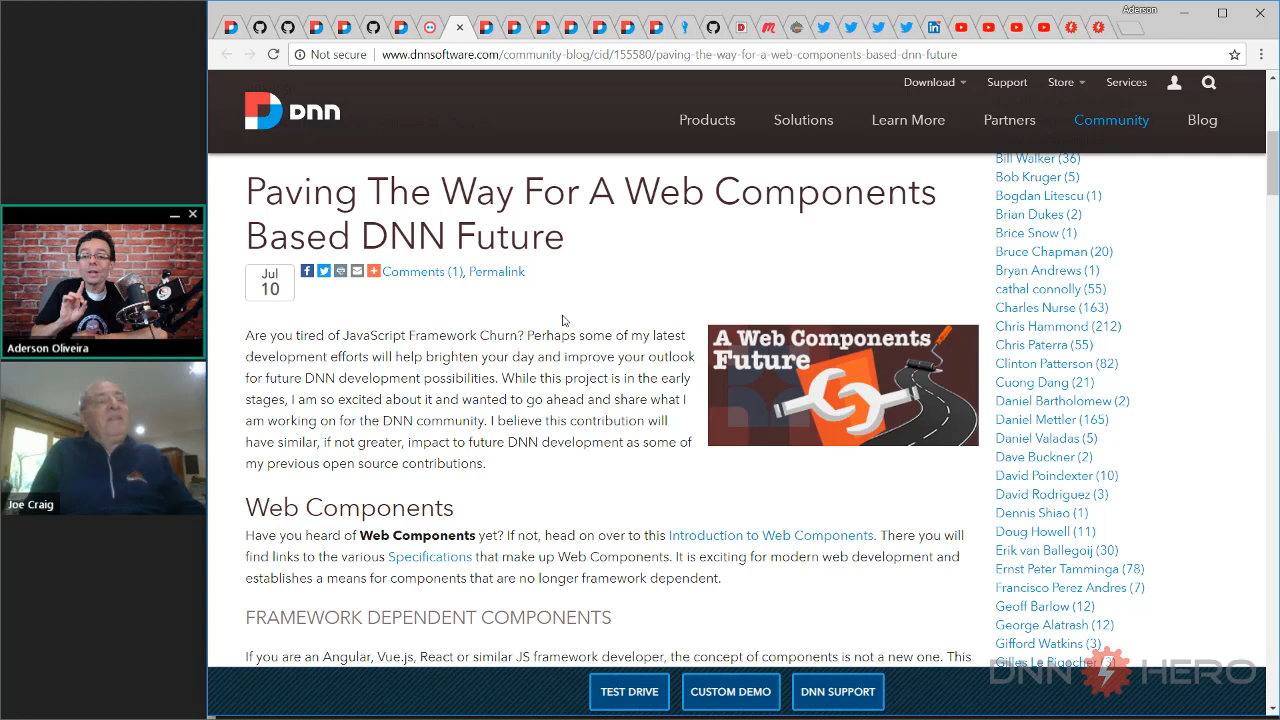 Aderson
Not secure
www.dnnsoftware.com/community-blog/cid/155580/paving-the-way-for-a-web-components-based-dnn-future
Download Support Store Services
DNN
Products Solutions Learn More Partners Community Blog
Paving The Way For A Web Components
Based DNN Future
Jul
10
Comments (1), Permalink
Are you tired of JavaScript Framework Churn? Perhaps some of my latest
development efforts will help brighten your day and improve your outlook
for future DNN development possibilities. While this project is in the early
stages, I am so excited about it and wanted to go ahead and share what I
am working on for the DNN community. I believe this contribution will
have similar, if not greater, impact to future DNN development as some of
my previous open source contributions.
A Web Components
Future
Web Components
Have you heard of Web Components yet? If not, head on over to this Introduction to Web Components. There you will
find links to the various Specifications that make up Web Components. It is exciting for modern web development and
establishes a means for components that are no longer framework dependent.
FRAMEWORK DEPENDENT COMPONENTS
If you are an Angular, Vue.js, React or similar JS framework developer, the concept of components is not a new one. This
Bill Walker (36)
Bob Kruger (5)
Bogdan Litescu (1)
Brian Dukes (2)
Brice Snow (1)
Bruce Chapman (20)
Bryan Andrews (1)
cathal connolly (55)
Charles Nurse (163)
Chris Hammond (212)
Chris Paterra (55)
Clinton Patterson (82)
Cuong Dang (21)
Daniel Bartholomew (2)
Daniel Mettler (165)
Daniel Valadas (5)
Dave Buckner (2)
David Poindexter (10)
David Rodriguez (3)
Dennis Shiao (1)
Doug Howell (11)
Erik van Ballegoij (30)
Ernst Peter Tamminga (78)
Francisco Perez Andres (7)
Geoff Barlow (12)
George Alatrash (12)
Gifford Watkins (3)
Gilles Le Pigocher
TEST DRIVE CUSTOM DEMO DNN SUPPORT
DNN HERO
Aderson Oliveira
Joe Craig